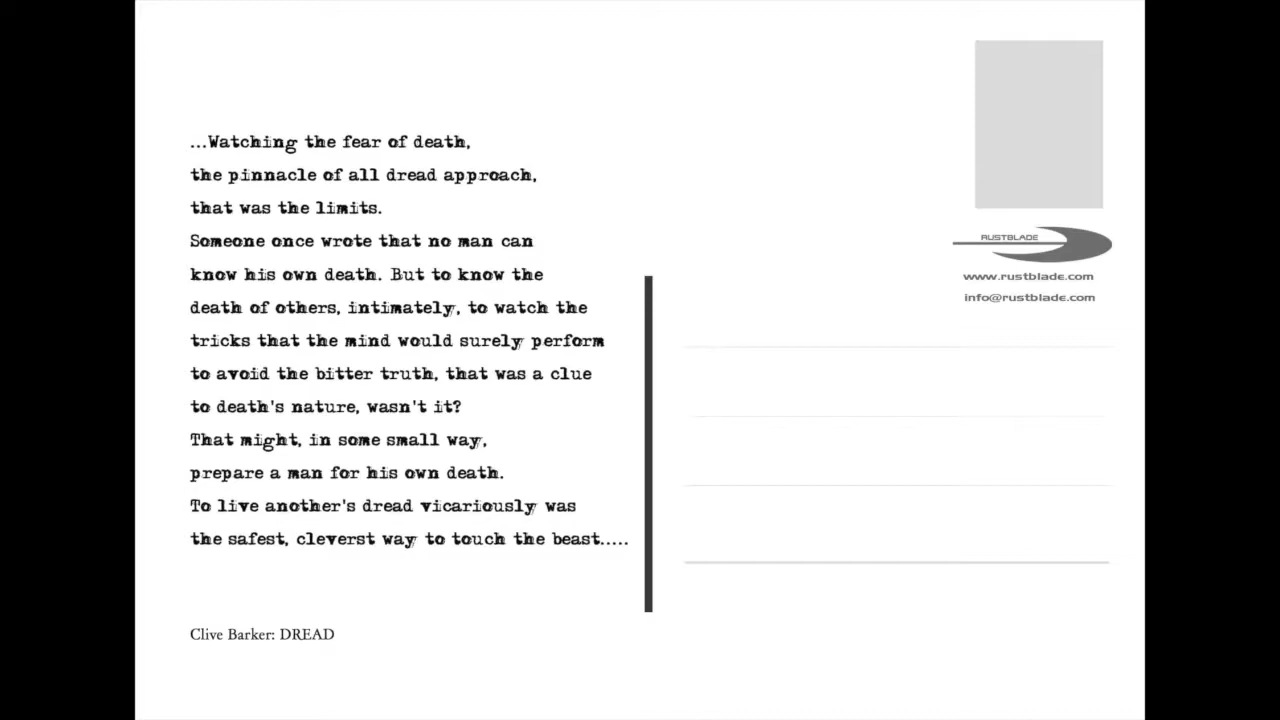 ...Watching the fear of death,
the pinnacle of all dread approach,
that was the limits.
Someone once wrote that no man can
know his own death. But to know the
death of others, intimately, to watch the
tricks that the mind would surely perform
to avoid the bitter truth, that was a clue
to death's nature, wasn't it?
That might, in some small way,
prepare a man for his own death.
To live another's dread vicariously was
the safest, cleverst way to touch the beast.....
Clive Barker: DREAD
RUSTBLADE
www.rustblade.com
info@rustblade.com